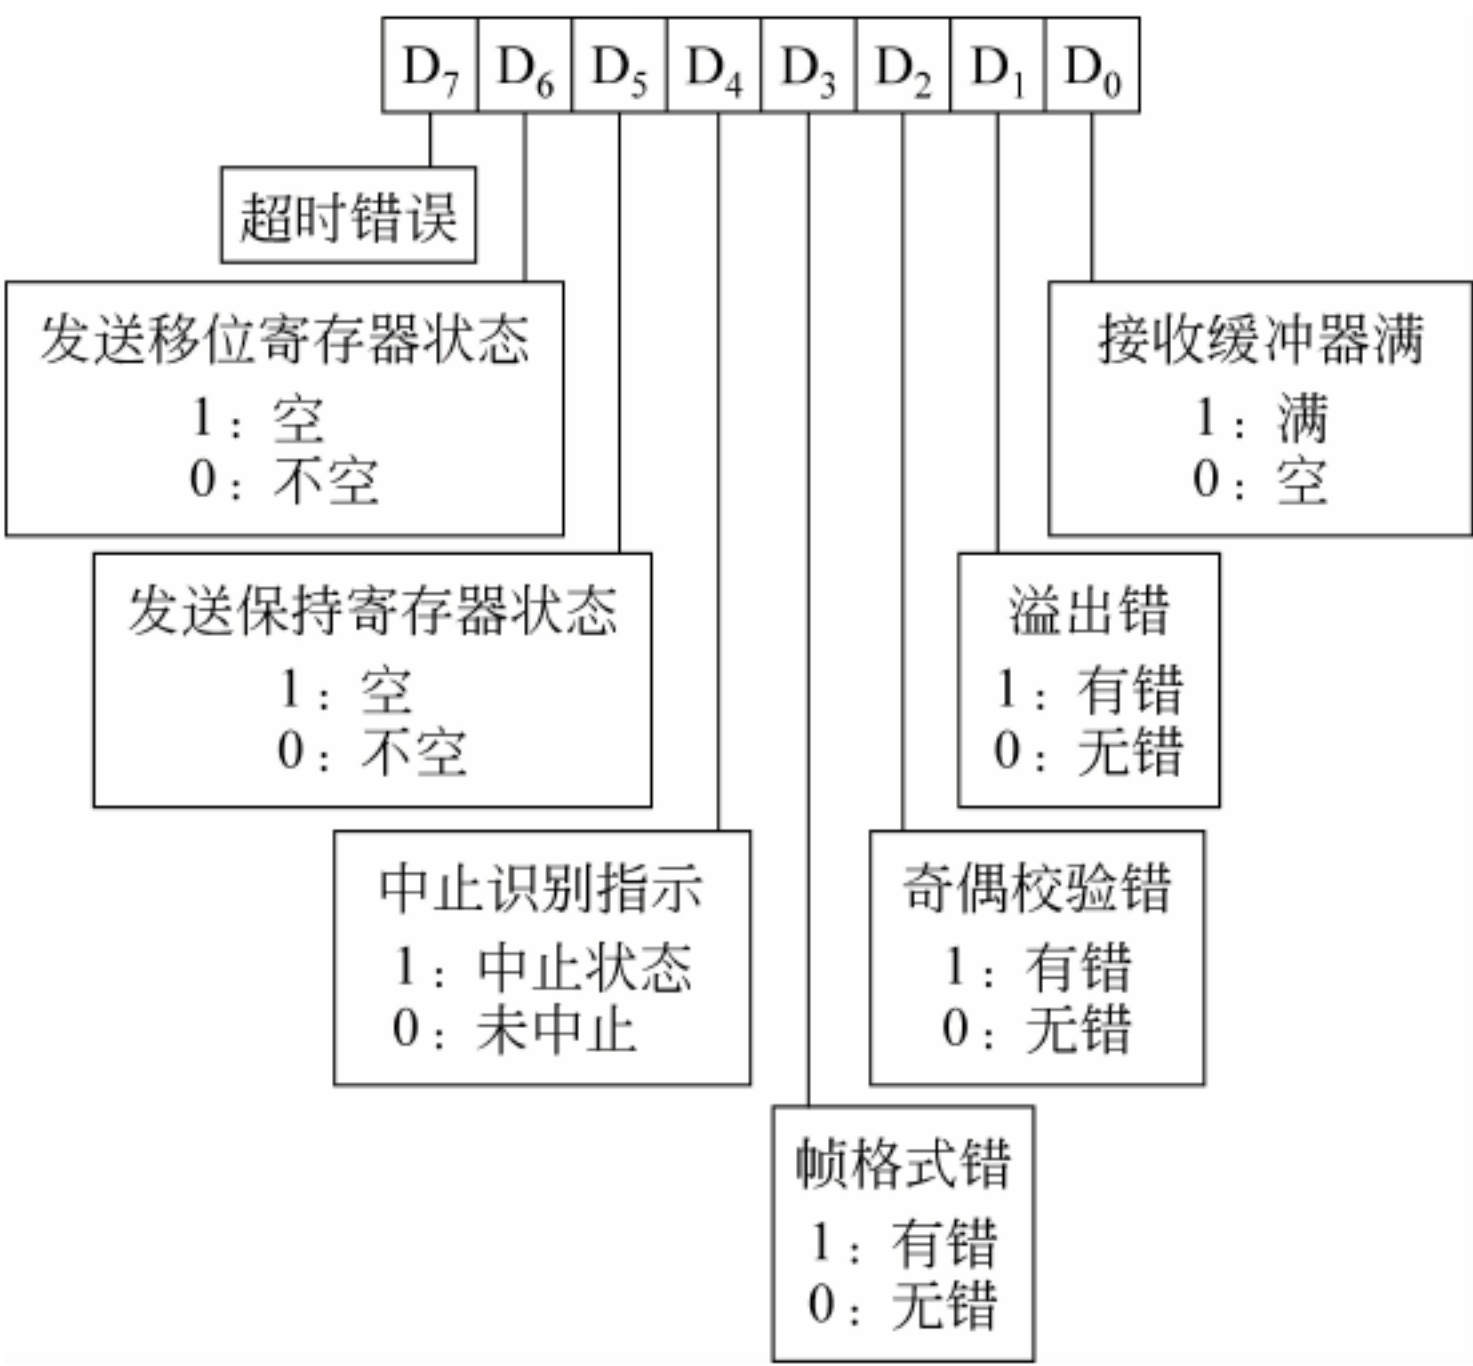 D7 D6 D5 D4 D3 D2 D1 D0
超时错误
发送移位寄存器状态
1：空
0：不空
接收缓冲器满
1：满
0：空
发送保持寄存器状态
1：空
0：不空
溢出错
1：有错
0：无错
中止识别指示
1：中止状态
0：未中止
奇偶校验错
1：有错
0：无错
帧格式错
1：有错
0：无错